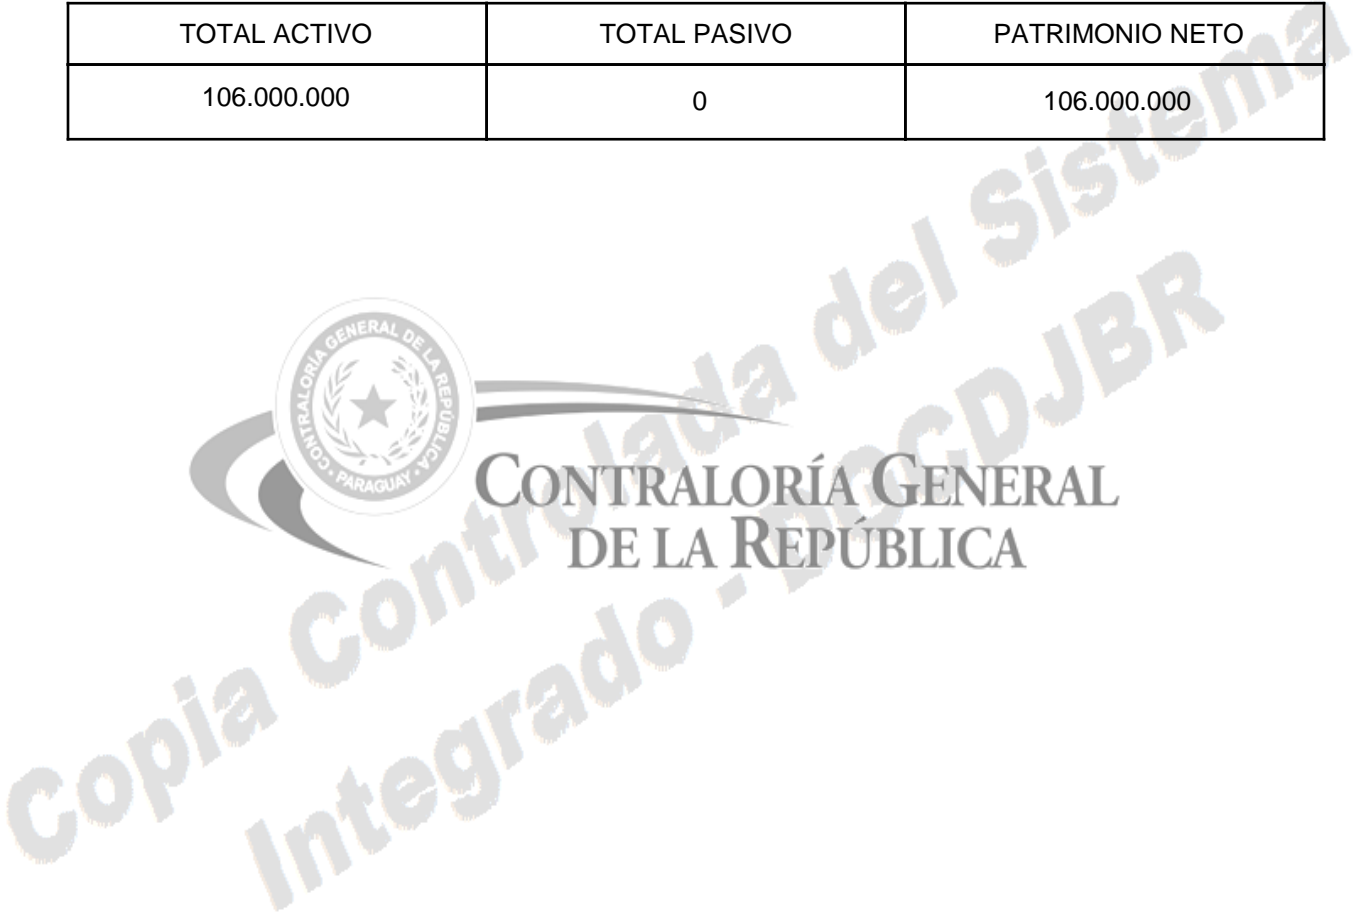 TOTAL ACTIVO TOTAL PASIVO PATRIMONIO NETO
106.000.000 0 106.000.000
CONTRALORÍA GENERAL DE LA REPÚBLICA
· PARAGUAY ·
CONTRALORÍA GENERAL
DE LA REPÚBLICA
Copia Controlada del Sistema
Integrado - DGCDJBR